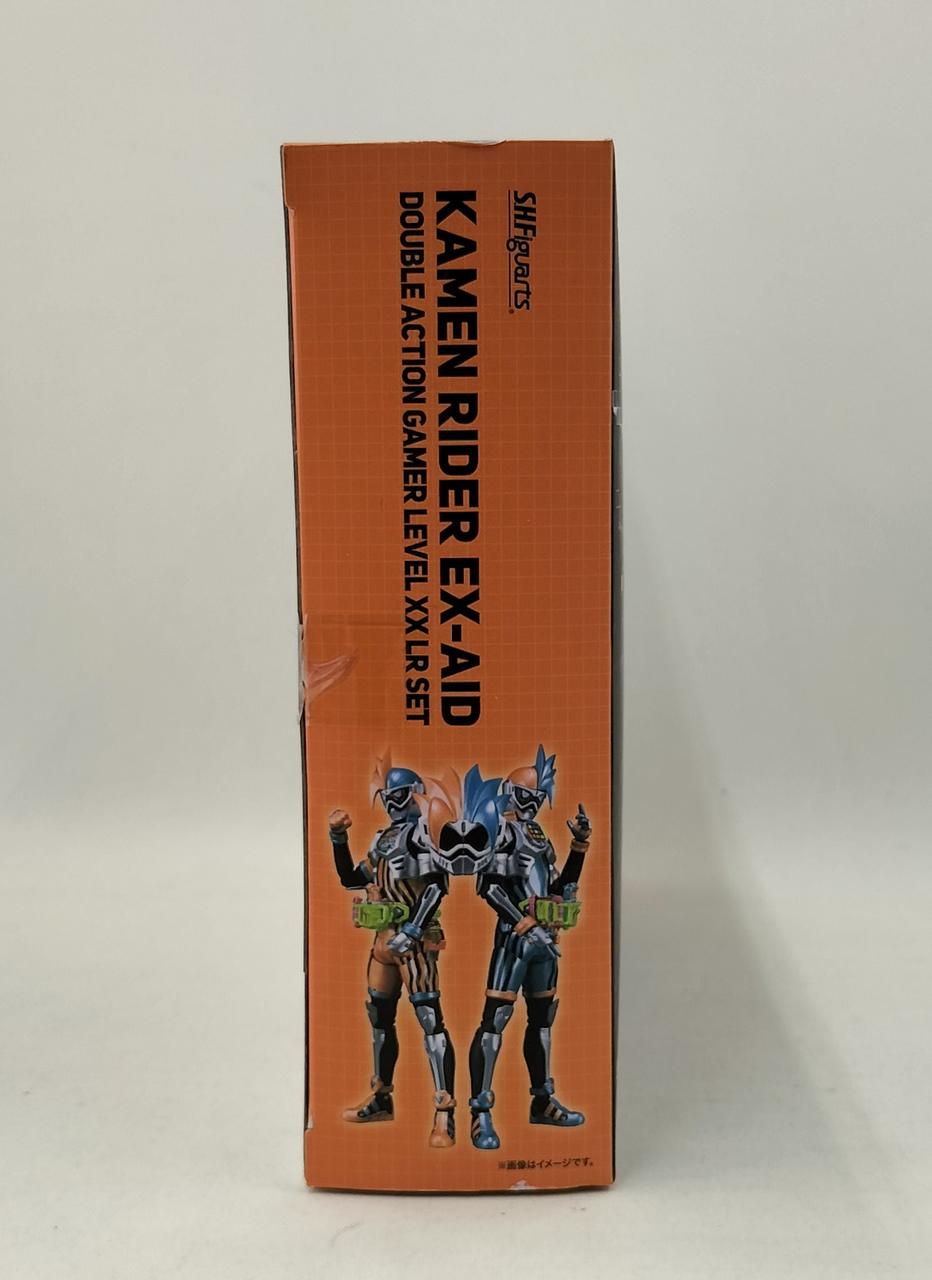 S.H.Figuarts
KAMEN RIDER EX-AID
DOUBLE ACTION GAMER LEVEL XX LR SET
※画像はイメージです。